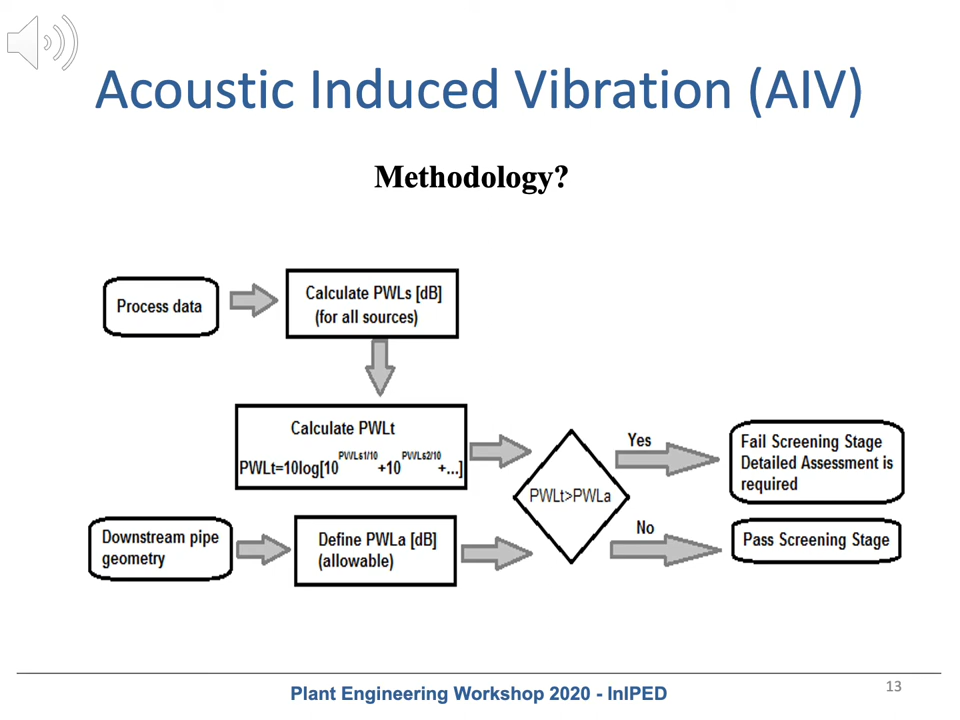 Acoustic Induced Vibration (AIV)
Methodology?
Process data
Calculate PWLs [dB]
(for all sources)
Calculate PWLt
PWLt=10log[10^PWLs1/10+10^PWLs2/10+...]
Downstream pipe
geometry
Define PWLa [dB]
(allowable)
PWLt>PWLa
Yes
Fail Screening Stage
Detailed Assessment is
required
No
Pass Screening Stage
Plant Engineering Workshop 2020 - InIPED
13